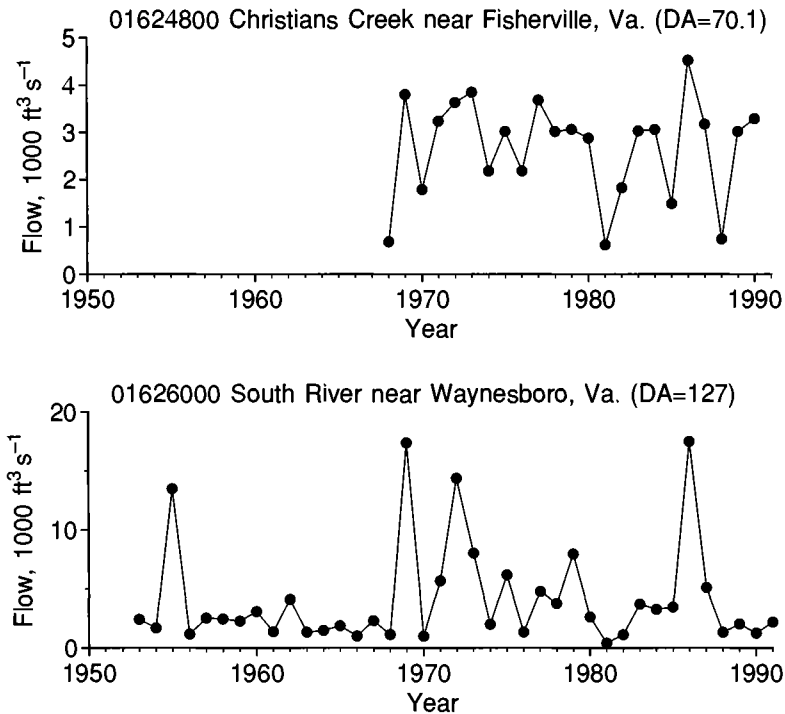 01624800 Christians Creek near Fisherville, Va. (DA=70.1)
5
4
3
2
1
0
Flow, 1000 ft³ s⁻¹
1950 1960 1970 1980 1990
Year
01626000 South River near Waynesboro, Va. (DA=127)
20
10
0
Flow, 1000 ft³ s⁻¹
1950 1960 1970 1980 1990
Year